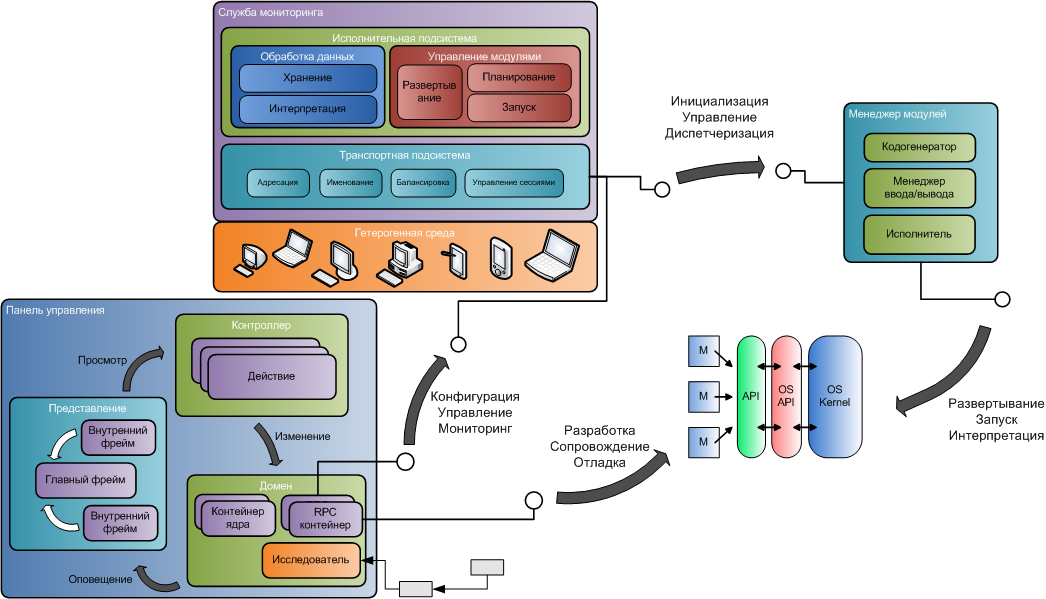 Служба мониторинга
Исполнительная подсистема
Обработка данных
Хранение
Интерпретация
Управление модулями
Развертыв
ание
Планирование
Запуск
Транспортная подсистема
Адресация
Именование
Балансировка
Управление сессиями
Гетерогенная среда
Инициализация
Управление
Диспетчеризация
Менеджер модулей
Кодогенератор
Менеджер
ввода/вывода
Исполнитель
Панель управления
Контроллер
Действие
Просмотр
Представление
Внутренний
фрейм
Главный фрейм
Внутренний
фрейм
Изменение
Домен
Контейнер
ядра
RPC
контейнер
Исследователь
Оповещение
Конфигурация
Управление
Мониторинг
Разработка
Сопровождение
Отладка
M
M
M
API
OS
API
OS
Kernel
Развертывание
Запуск
Интерпретация